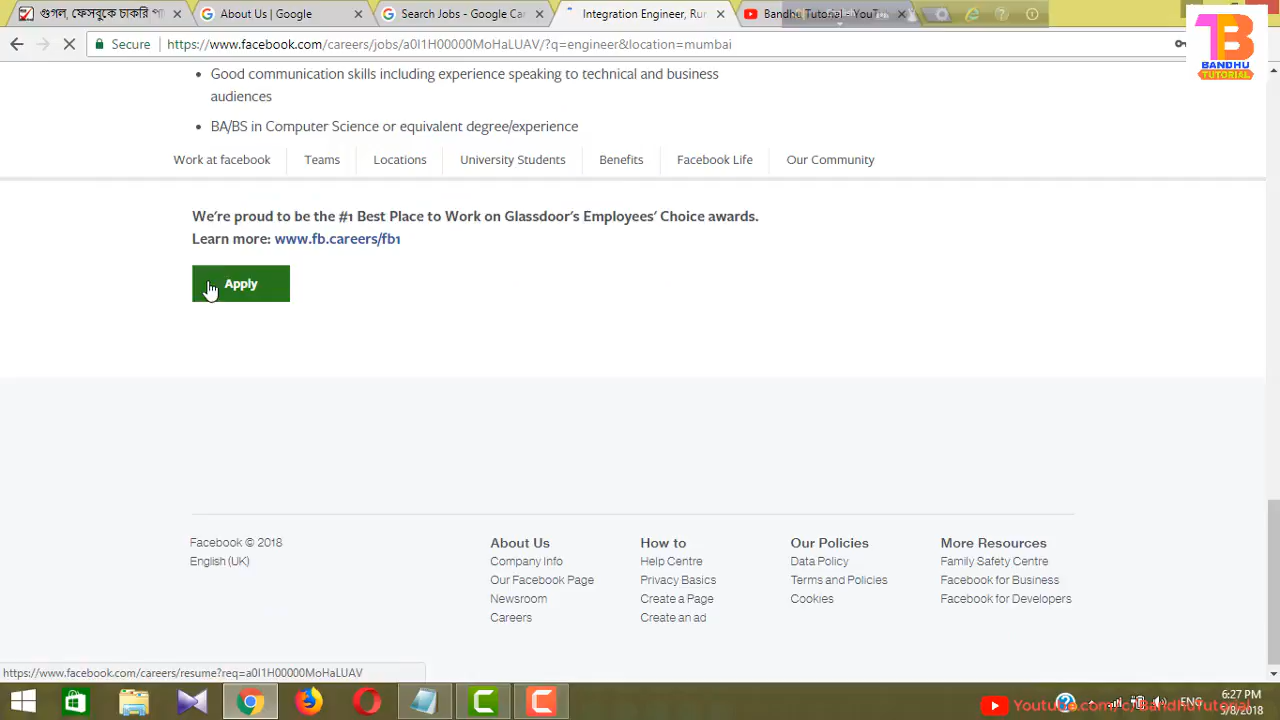 গুগল, ফেসবুকে চাকরি পা
About Us | Google
Search Jobs - Google Ca
Integration Engineer, Rur
Bandhu Tutorial - YouT
Secure
https://www.facebook.com/careers/jobs/a0I1H00000MoHaLUAV/?q=engineer&location=mumbai
TB
BANDHU
TUTORIAL
• Good communication skills including experience speaking to technical and business
audiences
• BA/BS in Computer Science or equivalent degree/experience
Work at facebook Teams Locations University Students Benefits Facebook Life Our Community
We're proud to be the #1 Best Place to Work on Glassdoor's Employees' Choice awards.
Learn more: www.fb.careers/fb1
Apply
Facebook © 2018
English (UK)
About Us
Company Info
Our Facebook Page
Newsroom
Careers
How to
Help Centre
Privacy Basics
Create a Page
Create an ad
Our Policies
Data Policy
Terms and Policies
Cookies
More Resources
Family Safety Centre
Facebook for Business
Facebook for Developers
https://www.facebook.com/careers/resume?req=a0I1H00000MoHaLUAV
ENG
6:27 PM
5/8/2018
Youtube.com/c/BandhuTutorial